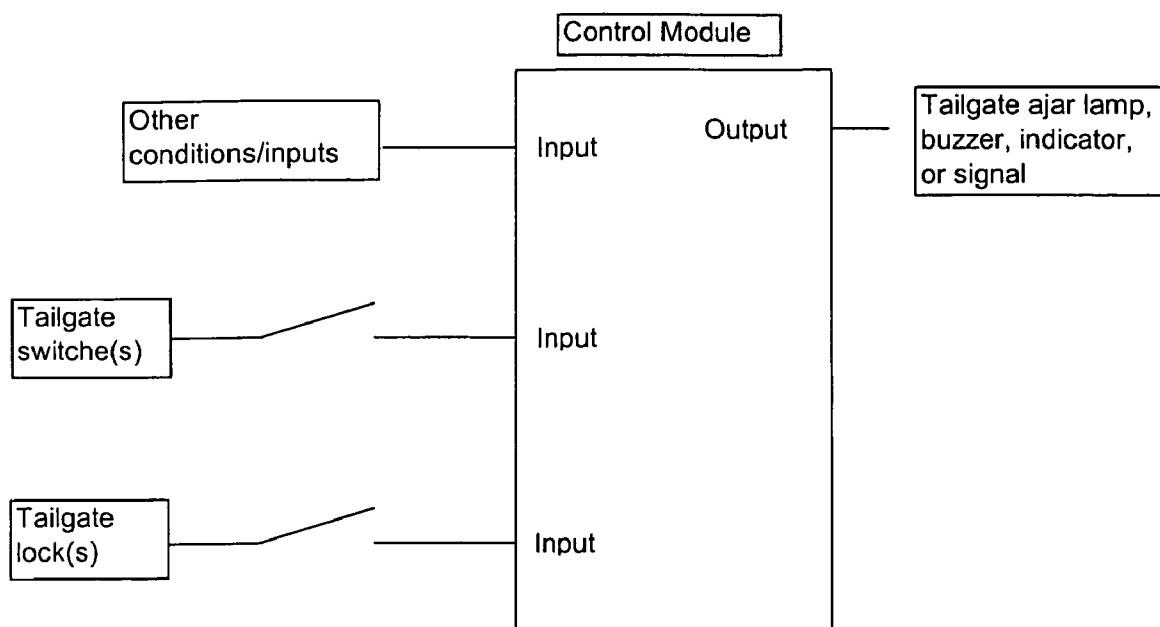 Control Module
Other
conditions/inputs
Input
Output
Tailgate ajar lamp,
buzzer, indicator,
or signal
Tailgate
switche(s)
Input
Tailgate
lock(s)
Input